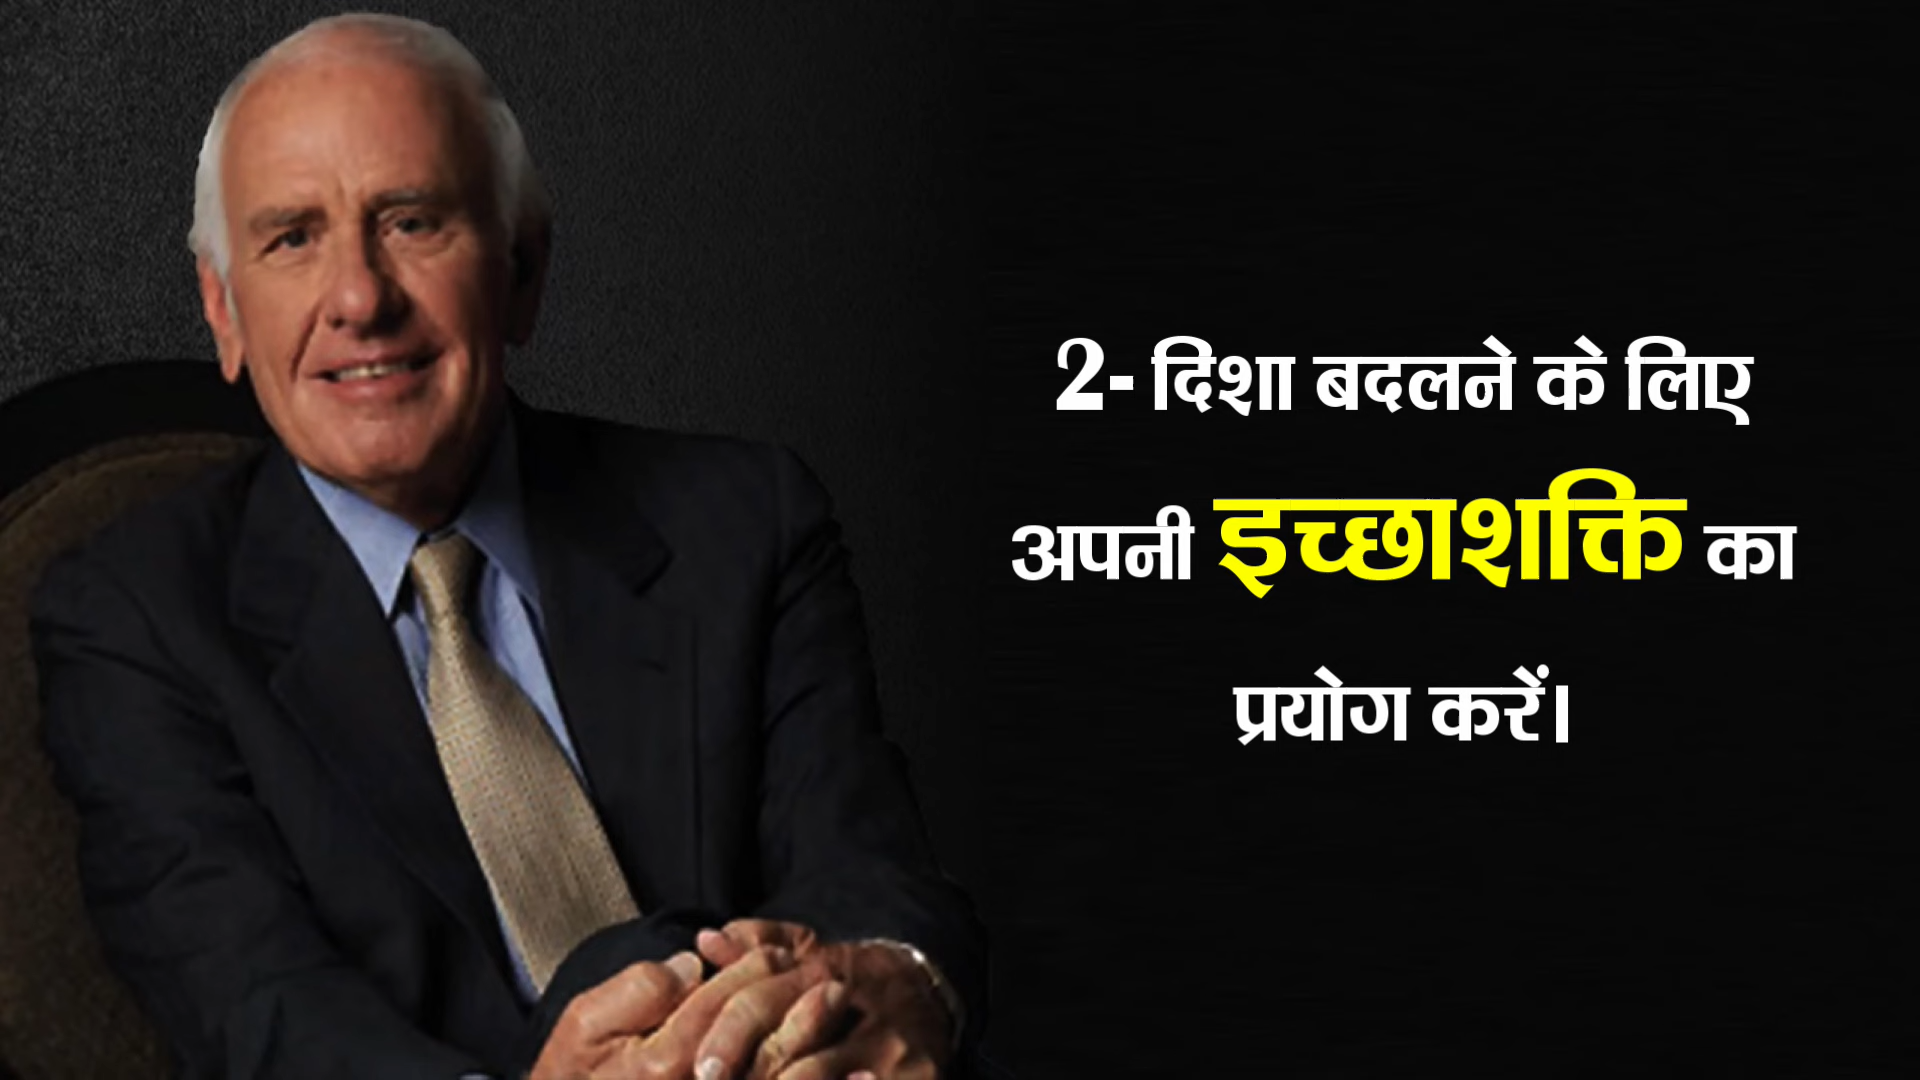 2- दिशा बदलने के लिए
अपनी इच्छाशक्ति का
प्रयोग करें।